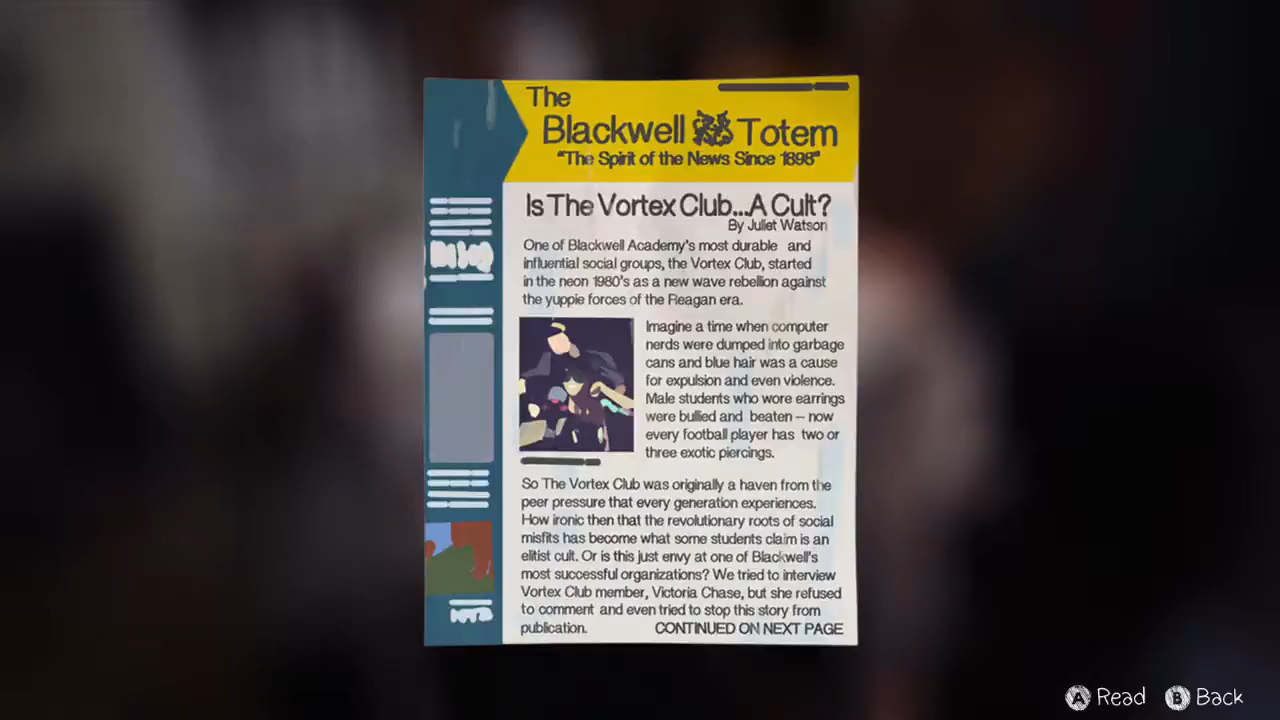 The
Blackwell Totem
"The Spirit of the News Since 1898"
Is The Vortex Club...A Cult?
By Juliet Watson
One of Blackwell Academy's most durable and
influential social groups, the Vortex Club, started
in the neon 1980's as a new wave rebellion against
the yuppie forces of the Reagan era.
Imagine a time when computer
nerds were dumped into garbage
cans and blue hair was a cause
for expulsion and even violence.
Male students who wore earrings
were bullied and beaten – now
every football player has two or
three exotic piercings.
So The Vortex Club was originally a haven from the
peer pressure that every generation experiences.
How ironic then that the revolutionary roots of social
misfits has become what some students claim is an
elitist cult. Or is this just envy at one of Blackwell's
most successful organizations? We tried to interview
Vortex Club member, Victoria Chase, but she refused
to comment and even tried to stop this story from
publication.
CONTINUED ON NEXT PAGE
A Read B Back